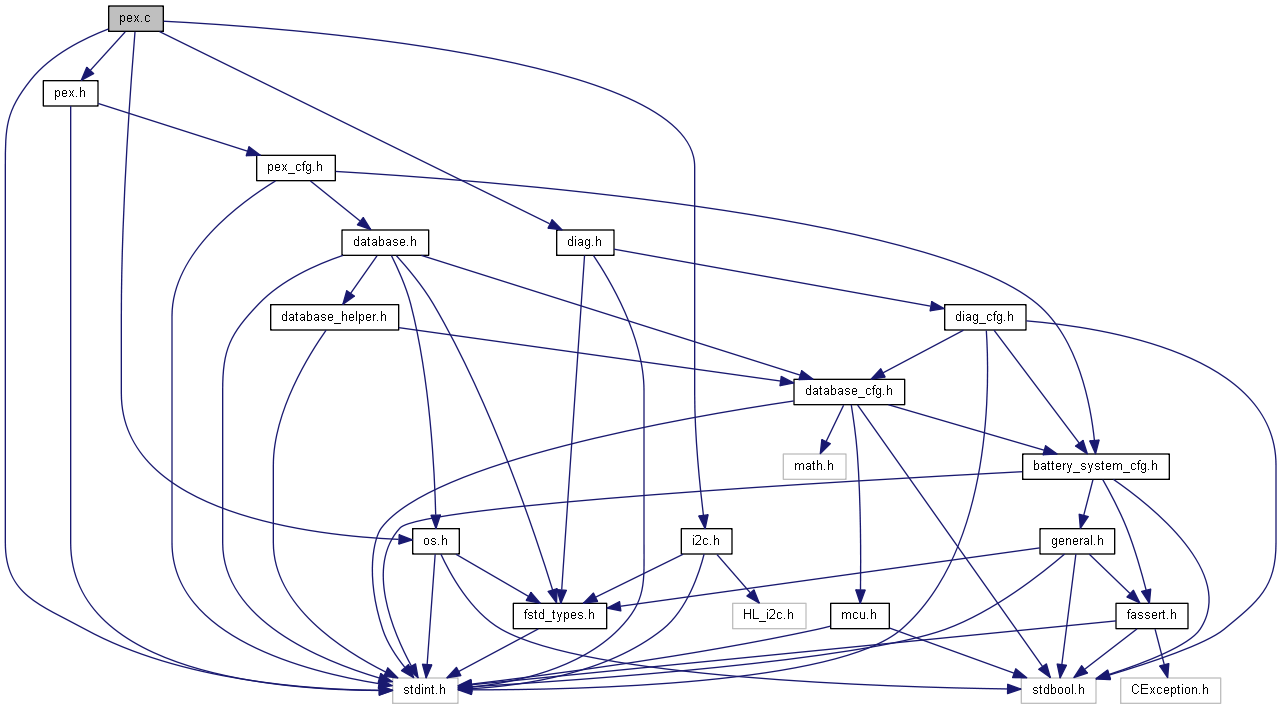 pex.c
pex.h
pex_cfg.h
database.h
diag.h
database_helper.h
diag_cfg.h
database_cfg.h
math.h
battery_system_cfg.h
os.h
i2c.h
general.h
fstd_types.h
HL_i2c.h
mcu.h
fassert.h
stdint.h
stdbool.h
CException.h